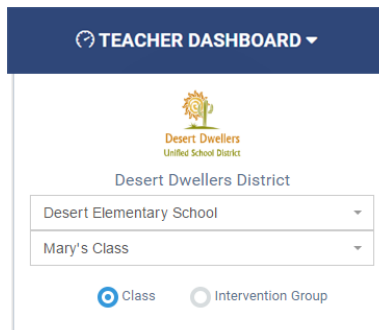 TEACHER DASHBOARD
Desert Dwellers
Unified School District
Desert Dwellers District
Desert Elementary School
Mary's Class
Class Intervention Group